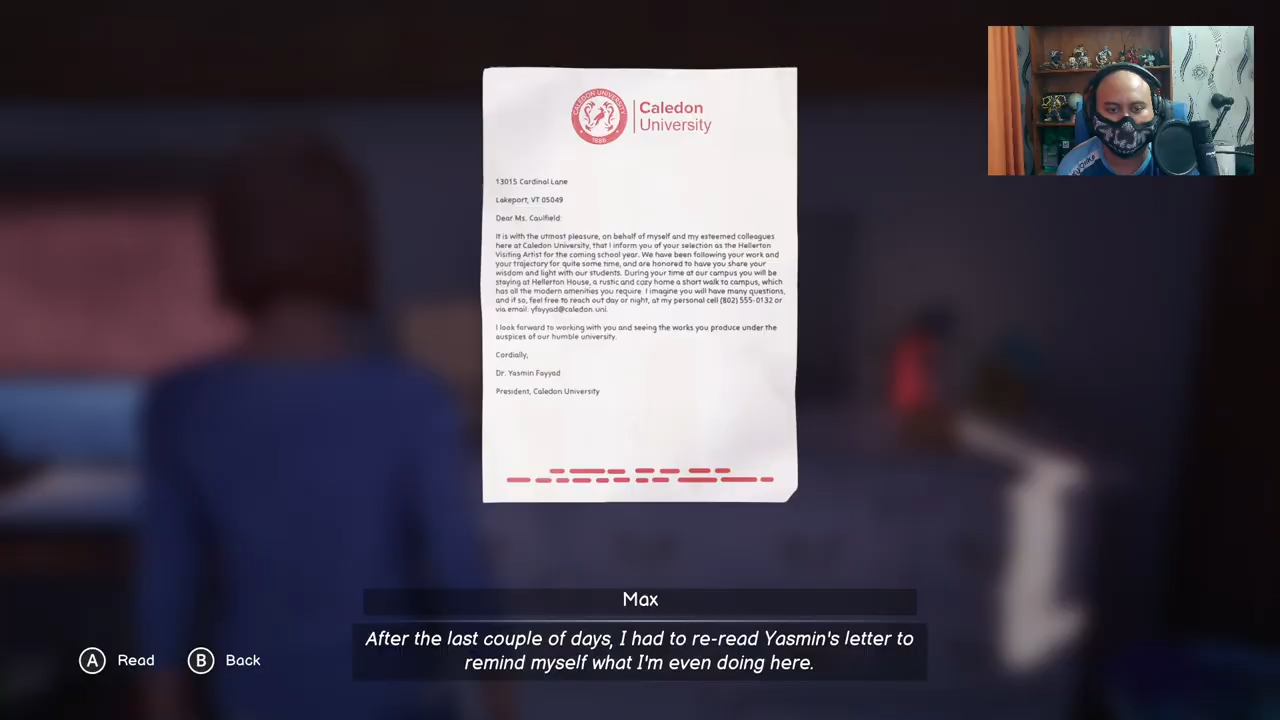 CALEDON UNIVERSITY
Caledon
University
13015 Cardinal Lane
Lakeport, VT 05049
Dear Ms. Caulfield:
It is with the utmost pleasure, on behalf of myself and my esteemed colleagues
here at Caledon University, that I inform you of your selection as the Hellerton
Visiting Artist for the coming school year. We have been following your work and
your trajectory for quite some time, and are honored to have you share your
wisdom and light with our students. During your time at our campus you will be
staying at Hellerton House, a rustic and cozy home a short walk to campus, which
has all the modern amenities you require. I imagine you will have many questions,
and if so, feel free to reach out day or night, at my personal cell (802) 555-0132 or
via email: yfayyad@caledon.uni.
I look forward to working with you and seeing the works you produce under the
auspices of our humble university.
Cordially,
Dr. Yasmin Fayyad
President, Caledon University
Max
After the last couple of days, I had to re-read Yasmin's letter to
remind myself what I'm even doing here.
A Read B Back